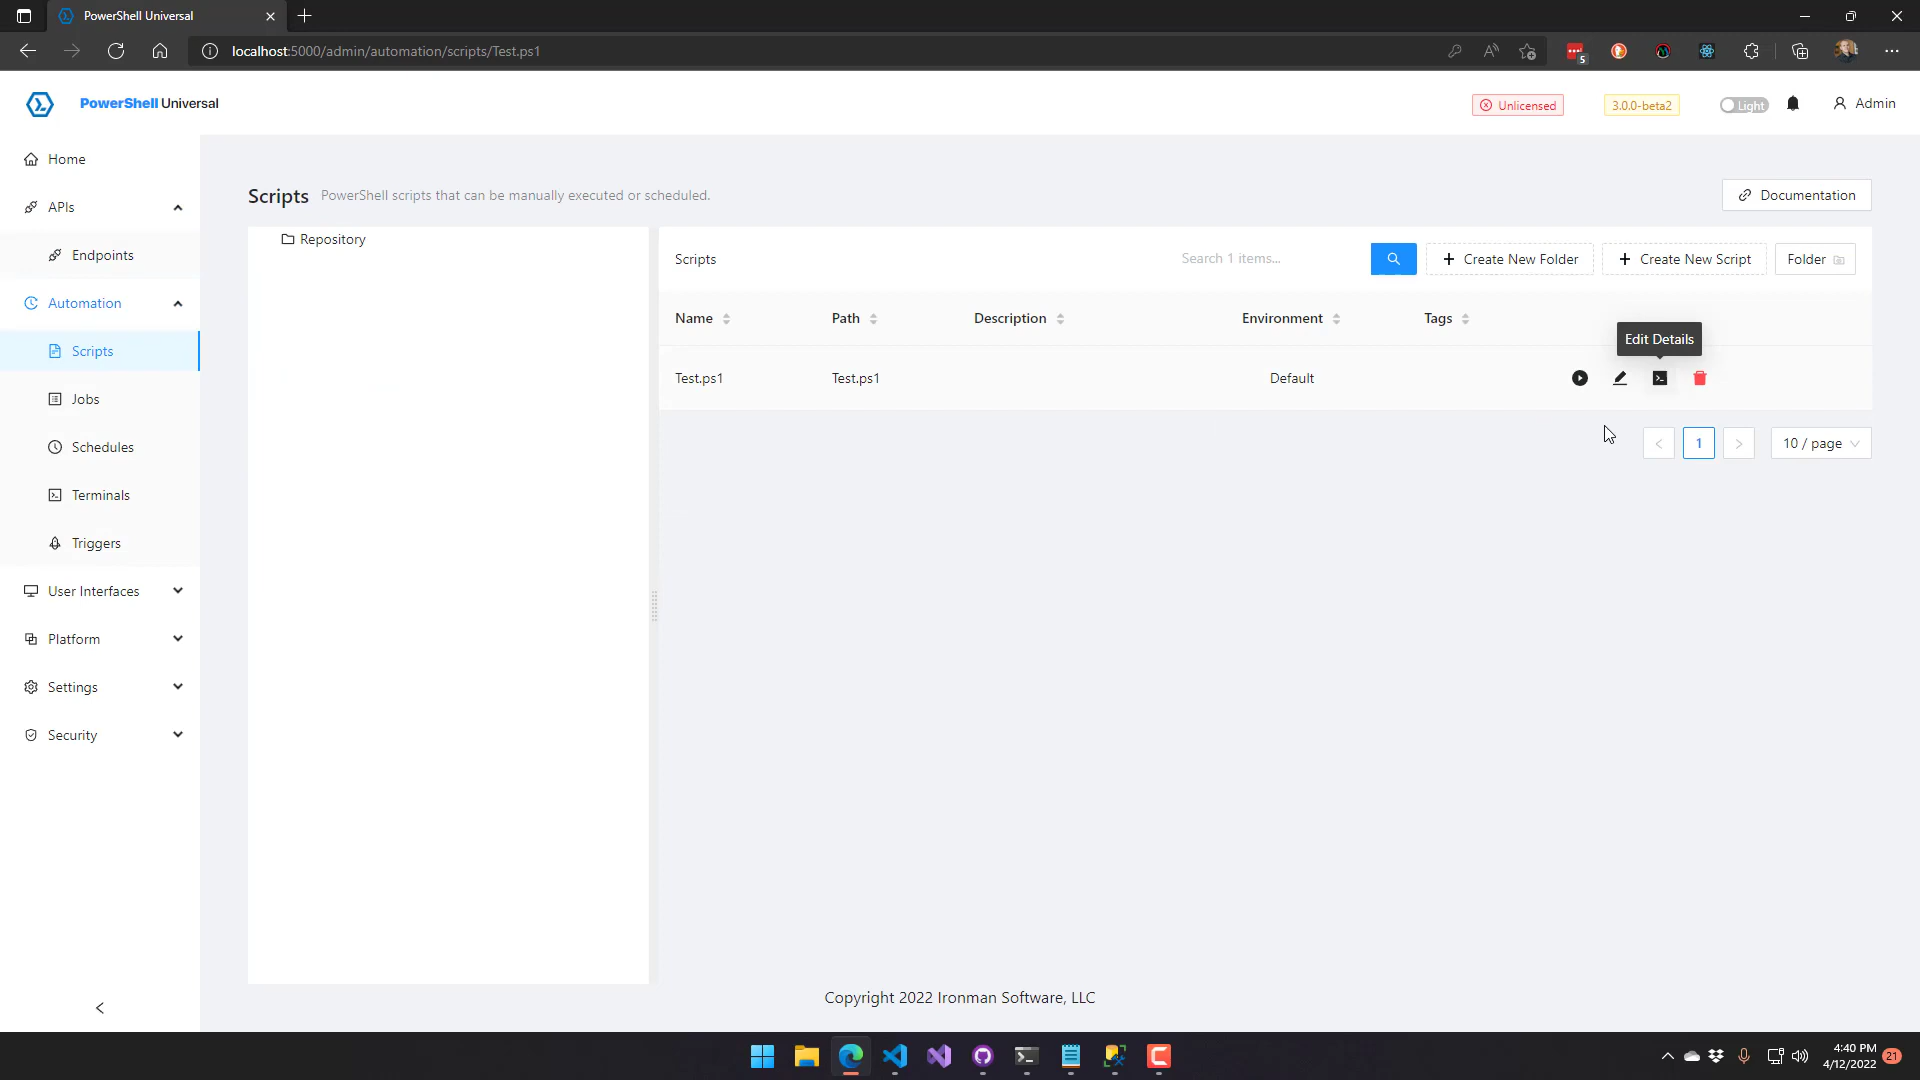 PowerShell Universal
localhost:5000/admin/automation/scripts/Test.ps1
5
PowerShell Universal
Unlicensed
3.0.0-beta2
Light
Admin
Home
APIs
Endpoints
Automation
Scripts
Jobs
Schedules
Terminals
Triggers
User Interfaces
Platform
Settings
Security
Scripts PowerShell scripts that can be manually executed or scheduled.
Documentation
Repository
Scripts
Search 1 items...
Create New Folder
Create New Script
Folder
Name Path Description Environment Tags
Edit Details
Test.ps1 Test.ps1 Default
1
10 / page
Copyright 2022 Ironman Software, LLC
4:40 PM
4/12/2022
21